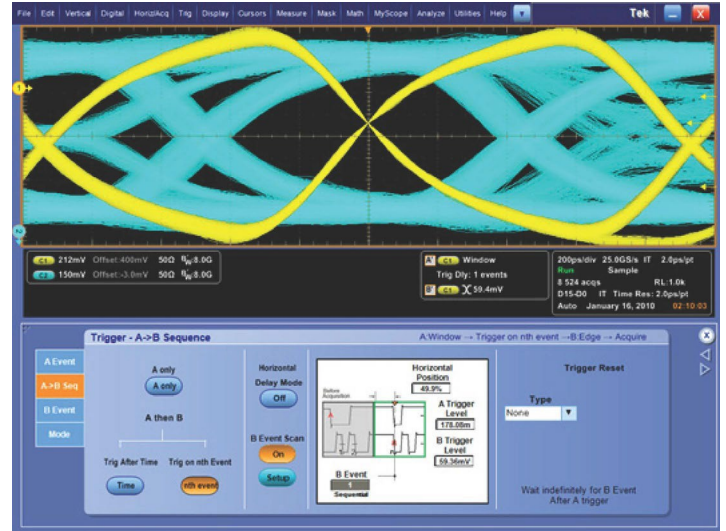 File Edit Vertical Digital Horiz/Acq Trig Display Cursors Measure Mask Math MyScope Analyze Utilities Help Tek X
1
2
C1 212mV Offset:400mV 50Ω BW:8.0G
C2 150mV Offset:-3.0mV 50Ω BW:8.0G
A' C1 Window
Trig Dly: 1 events
B' C1 59.4mV
200ps/div 25.0GS/s IT 2.0ps/pt
Run Sample
8 524 acqs RL:1.0k
D15-D0 IT Time Res: 2.0ps/pt
Auto January 16, 2010 02:10:03
Trigger - A->B Sequence
A:Window → Trigger on nth event →B:Edge → Acquire
X
A Event
A->B Seq
B Event
Mode
A only
A only
A then B
Trig After Time Trig on nth Event
Time nth event
Horizontal
Delay Mode
Off
B Event Scan
On
Setup
Before
Acquisition
Horizontal
Position
49.9%
A Trigger
Level
178.08m
B Trigger
Level
59.36mV
B Event
1
Sequential
Trigger Reset
Type
None
Wait indefinitely for B Event
After A trigger